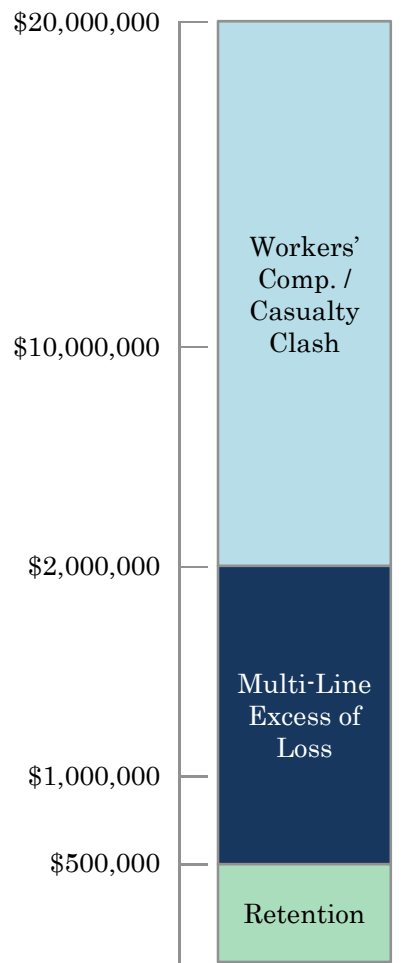 $20,000,000
Workers’
Comp. /
Casualty
Clash
$10,000,000
$2,000,000
Multi-Line
Excess of
Loss
$1,000,000
$500,000
Retention